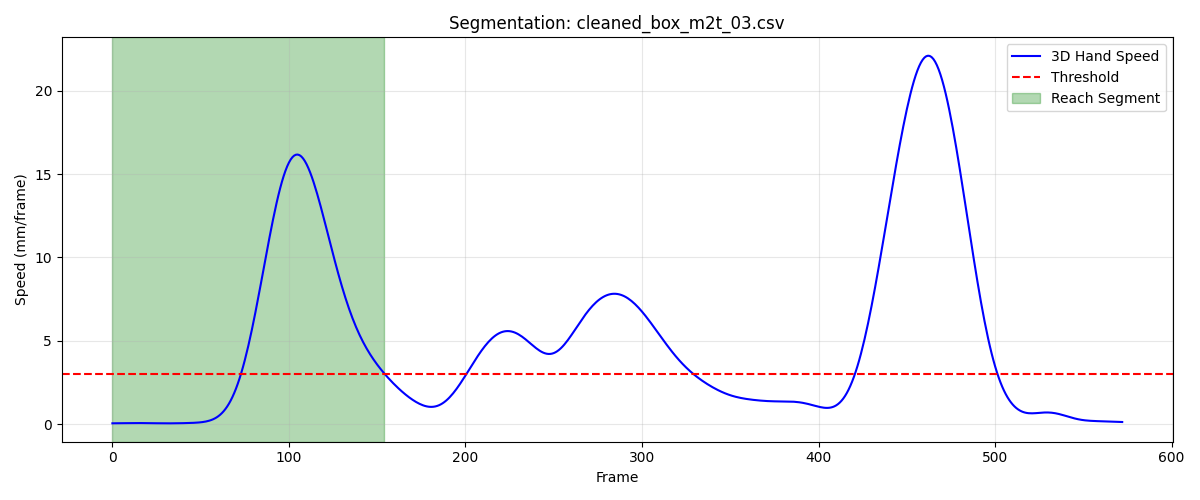 Segmentation: cleaned_box_m2t_03.csv
3D Hand Speed
Threshold
Reach Segment
Speed (mm/frame)
20
15
10
5
0
0 100 200 300 400 500 600
Frame